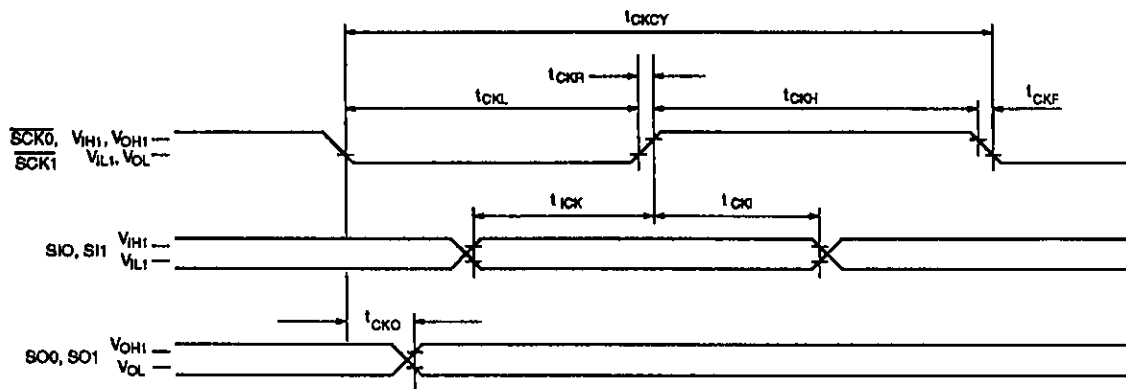 tCKCY
tCKR
tCKL
tCKH
tCKF
SCK0, VIH1, VOH1
SCK1 VIL1, VOL
tICK
tCKI
SI0, SI1
VIH1
VIL1
tCKO
SO0, SO1
VOH1
VOL